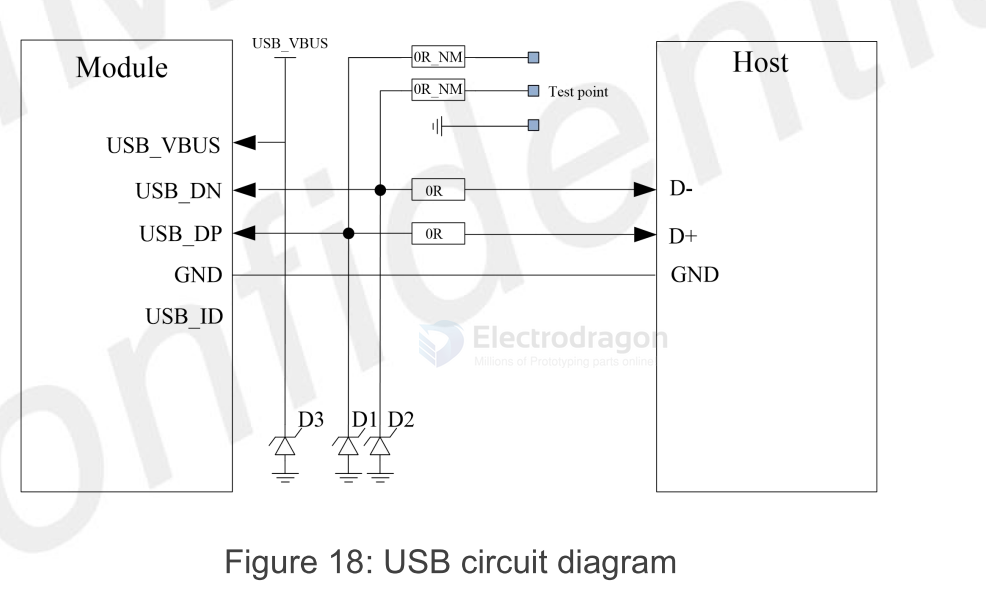 USB_VBUS
0R_NM
Module
Host
0R_NM
Test point
USB_VBUS
USB_DN
0R
D-
USB_DP
0R
D+
GND
GND
USB_ID
Electrodragon
Millions of Prototyping parts online
D3
D1
D2
Figure 18: USB circuit diagram
onfidential